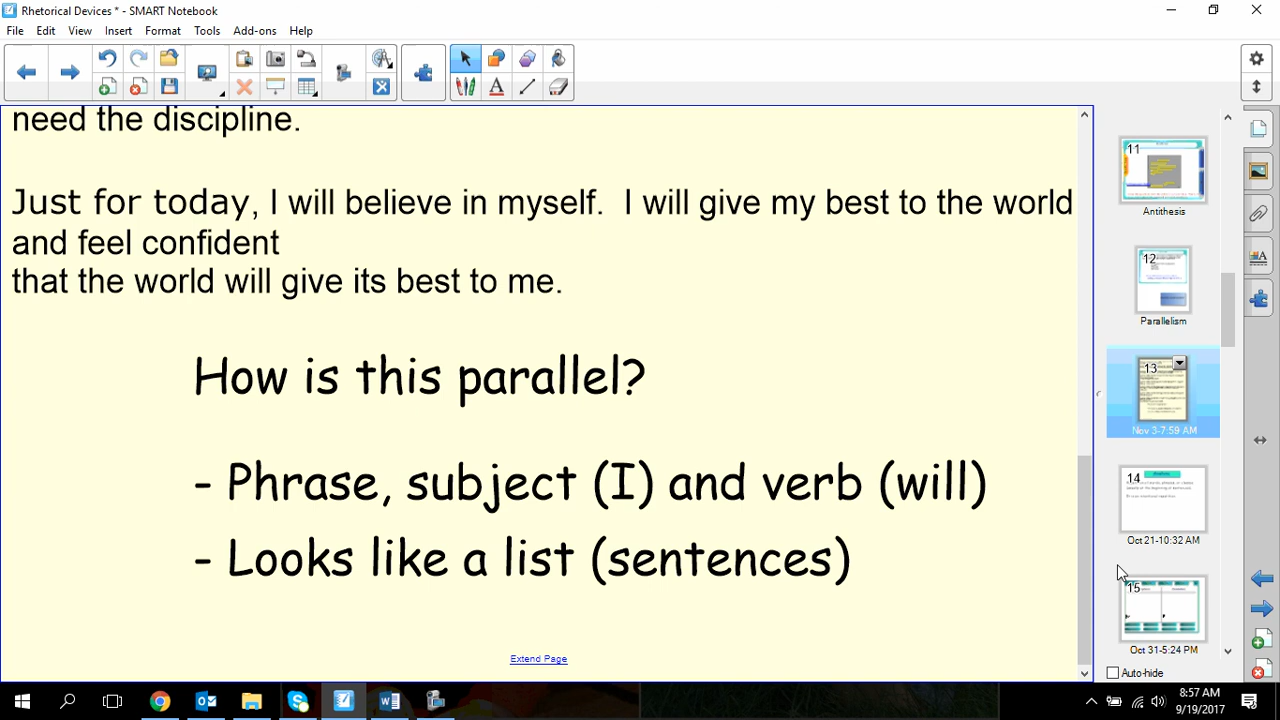 Rhetorical Devices * - SMART Notebook
File Edit View Insert Format Tools Add-ons Help
need the discipline.
Just for today, I will believe in myself.  I will give my best to the world
and feel confident
that the world will give its best to me.
How is this parallel?
- Phrase, subject (I) and verb (will)
- Looks like a list (sentences)
Extend Page
11
Antithesis
12
Parallelism
13
Nov 3-7:59 AM
14
Oct 21-10:32 AM
15
Oct 31-5:24 PM
Auto-hide
8:57 AM
9/19/2017